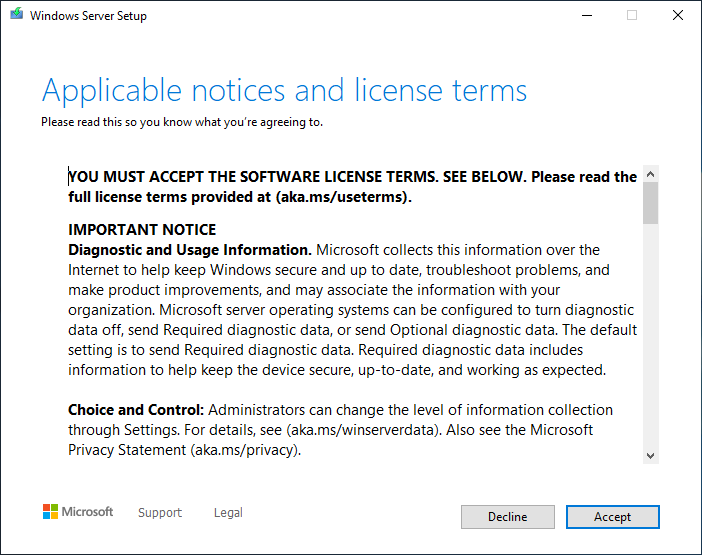 Windows Server Setup
Applicable notices and license terms
Please read this so you know what you're agreeing to.
YOU MUST ACCEPT THE SOFTWARE LICENSE TERMS. SEE BELOW. Please read the
full license terms provided at (aka.ms/useterms).
IMPORTANT NOTICE
Diagnostic and Usage Information. Microsoft collects this information over the
Internet to help keep Windows secure and up to date, troubleshoot problems, and
make product improvements, and may associate the information with your
organization. Microsoft server operating systems can be configured to turn diagnostic
data off, send Required diagnostic data, or send Optional diagnostic data. The default
setting is to send Required diagnostic data. Required diagnostic data includes
information to help keep the device secure, up-to-date, and working as expected.
Choice and Control: Administrators can change the level of information collection
through Settings. For details, see (aka.ms/winserverdata). Also see the Microsoft
Privacy Statement (aka.ms/privacy).
Microsoft Support Legal Decline Accept